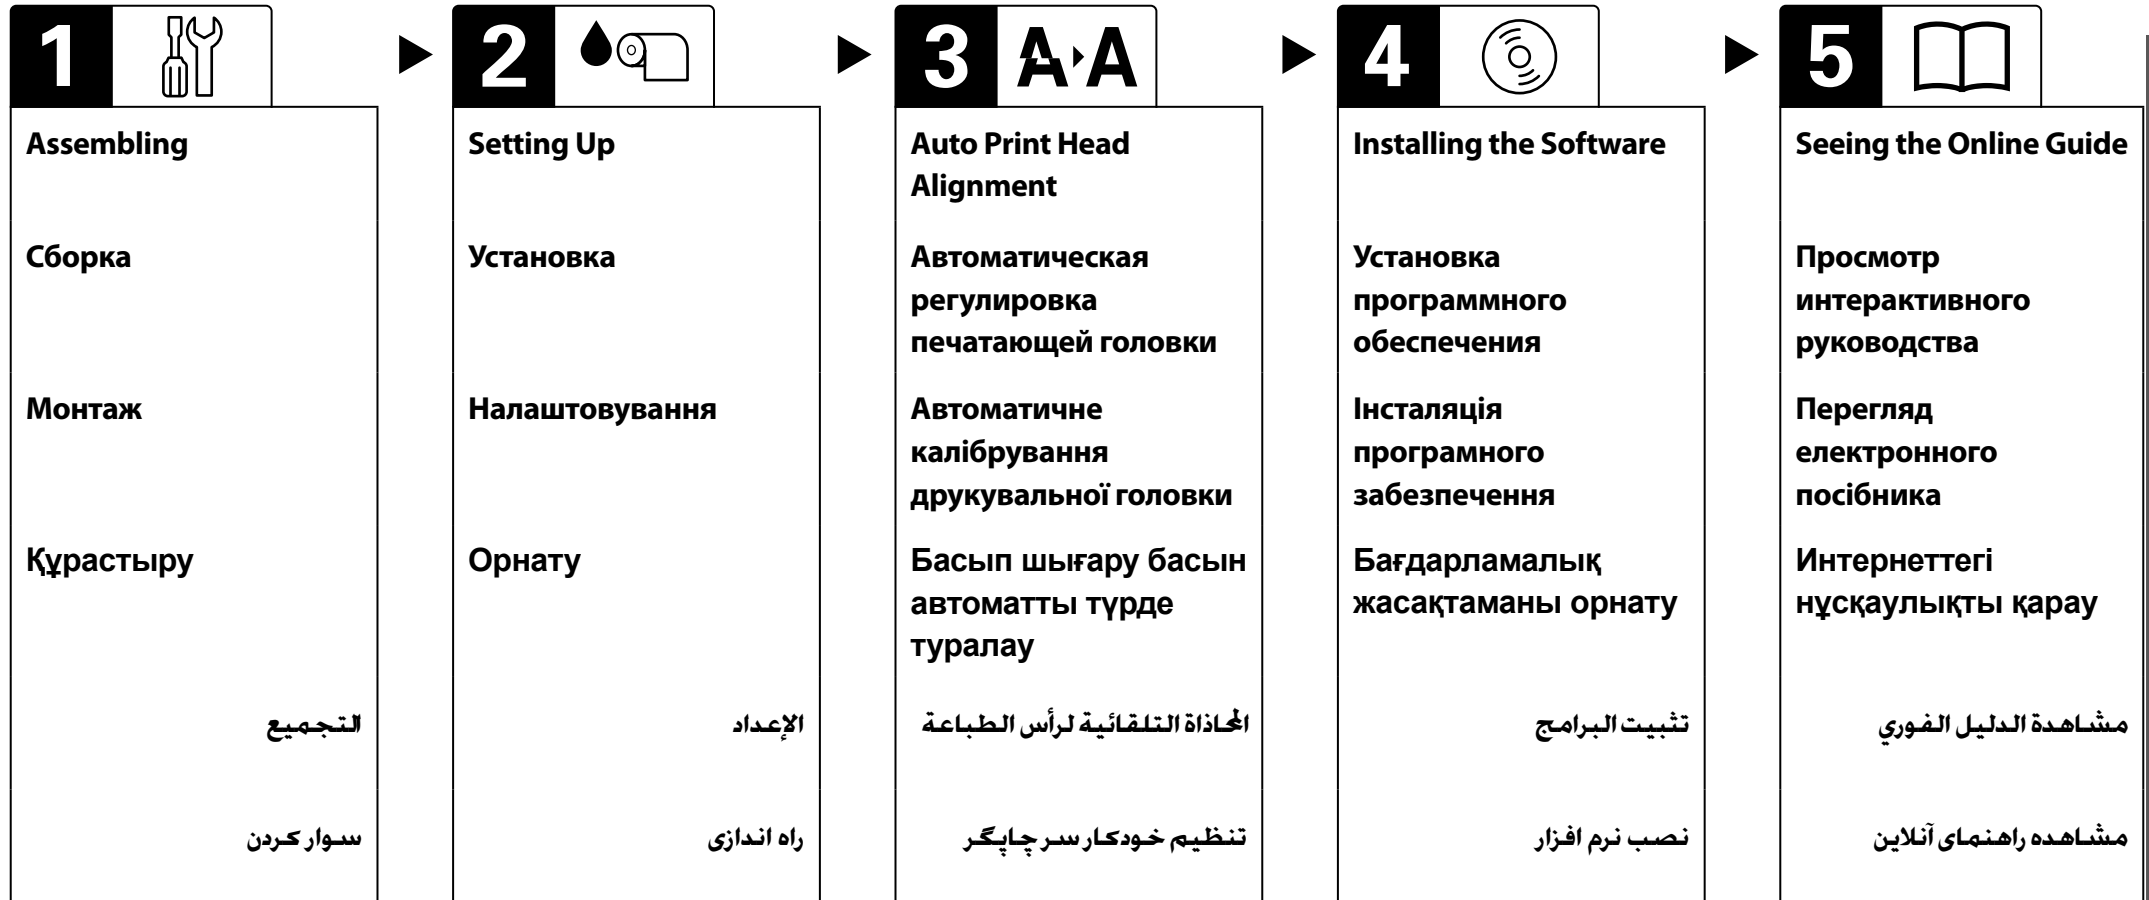 1
Assembling
Сборка
Монтаж
Құрастыру
التجميع
سوار کردن
2
Setting Up
Установка
Налаштовування
Орнату
الإعداد
راه اندازی
3 A A
Auto Print Head
Alignment
Автоматическая
регулировка
печатающей головки
Автоматичне
калібрування
друкувальної головки
Басып шығару басын
автоматты түрде
туралау
المحاذاة التلقائية لرأس الطباعة
تنظیم خودکار سر چاپگر
4
Installing the Software
Установка
программного
обеспечения
Інсталяція
програмного
забезпечення
Бағдарламалық
жасақтаманы орнату
تثبيت البرامج
نصب نرم افزار
5
Seeing the Online Guide
Просмотр
интерактивного
руководства
Перегляд
електронного
посібника
Интернеттегі
нұсқаулықты қарау
مشاهدة الدليل الفوري
مشاهده راهنمای آنلاین